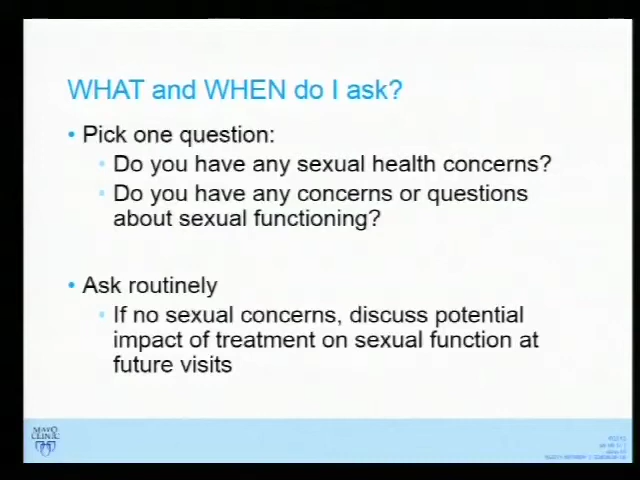 WHAT and WHEN do I ask?
• Pick one question:
• Do you have any sexual health concerns?
• Do you have any concerns or questions
about sexual functioning?
• Ask routinely
• If no sexual concerns, discuss potential
impact of treatment on sexual function at
future visits
MAYO
CLINIC